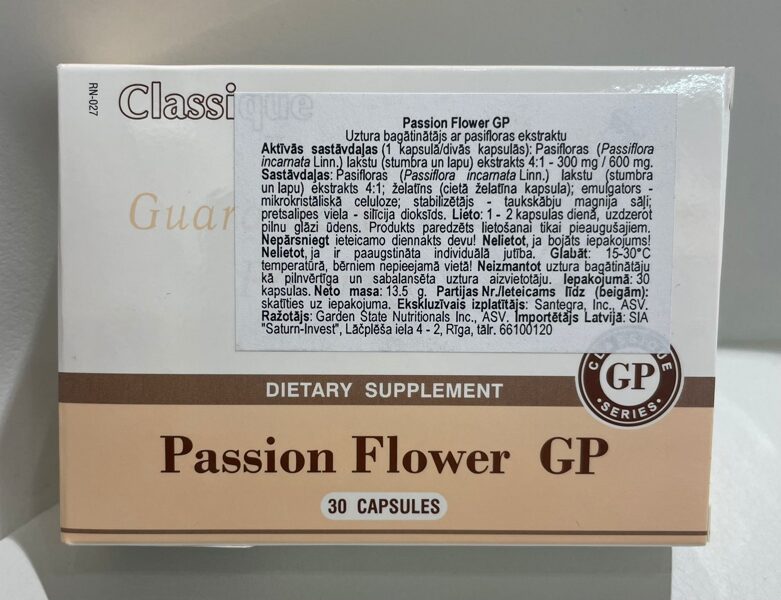 RN-027
Classique
Passion Flower GP
Uztura bagātinātājs ar pasifloras ekstraktu
Aktīvās sastāvdaļas (1 kapsulā/divās kapsulās): Pasifloras (Passiflora
incarnata Linn.) lakstu (stumbra un lapu) ekstrakts 4:1 - 300 mg / 600 mg.
Sastāvdaļas: Pasifloras (Passiflora incarnata Linn.) lakstu (stumbra
un lapu) ekstrakts 4:1; želatīns (cietā želatīna kapsula); emulgators -
mikrokristāliskā celuloze; stabilizētājs - taukskābju magnija sāļi;
pretsalipes viela - silīcija dioksīds. Lieto: 1 - 2 kapsulas dienā, uzdzerot
pilnu glāzi ūdens. Produkts paredzēts lietošanai tikai pieaugušajiem.
Nepārsniegt ieteicamo diennakts devu! Nelietot, ja bojāts iepakojums!
Nelietot, ja ir paaugstināta individuālā jutība. Glabāt: 15-30°C
temperatūrā, bērniem nepieejamā vietā! Neizmantot uztura bagātinātāju
kā pilnvērtīga un sabalansēta uztura aizvietotāju. Iepakojumā: 30
kapsulas. Neto masa: 13.5 g. Partijas Nr./Ieteicams līdz (beigām):
skatīties uz iepakojuma. Ekskluzīvais izplatītājs: Santegra, Inc., ASV.
Ražotājs: Garden State Nutritionals Inc., ASV. Importētājs Latvijā: SIA
"Saturn-Invest", Lāčplēša iela 4 - 2, Rīga, tālr. 66100120
GP
SERIES
DIETARY SUPPLEMENT
Passion Flower GP
30 CAPSULES